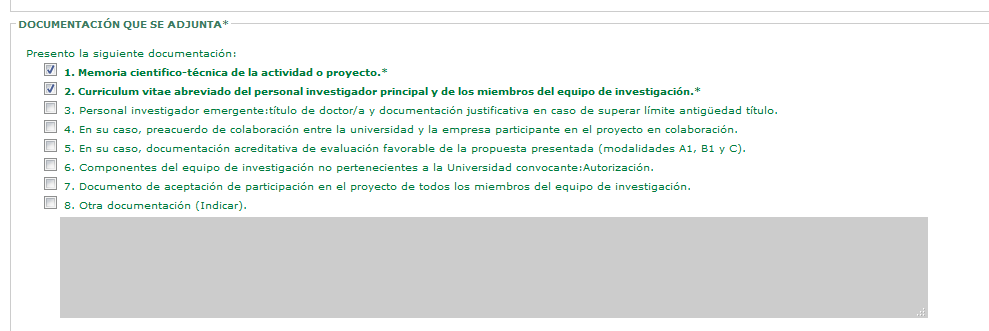 DOCUMENTACIÓN QUE SE ADJUNTA*
Presento la siguiente documentación:
1. Memoria cientifico-técnica de la actividad o proyecto.*
2. Curriculum vitae abreviado del personal investigador principal y de los miembros del equipo de investigación.*
3. Personal investigador emergente:título de doctor/a y documentación justificativa en caso de superar límite antigüedad título.
4. En su caso, preacuerdo de colaboración entre la universidad y la empresa participante en el proyecto en colaboración.
5. En su caso, documentación acreditativa de evaluación favorable de la propuesta presentada (modalidades A1, B1 y C).
6. Componentes del equipo de investigación no pertenecientes a la Universidad convocante:Autorización.
7. Documento de aceptación de participación en el proyecto de todos los miembros del equipo de investigación.
8. Otra documentación (Indicar).